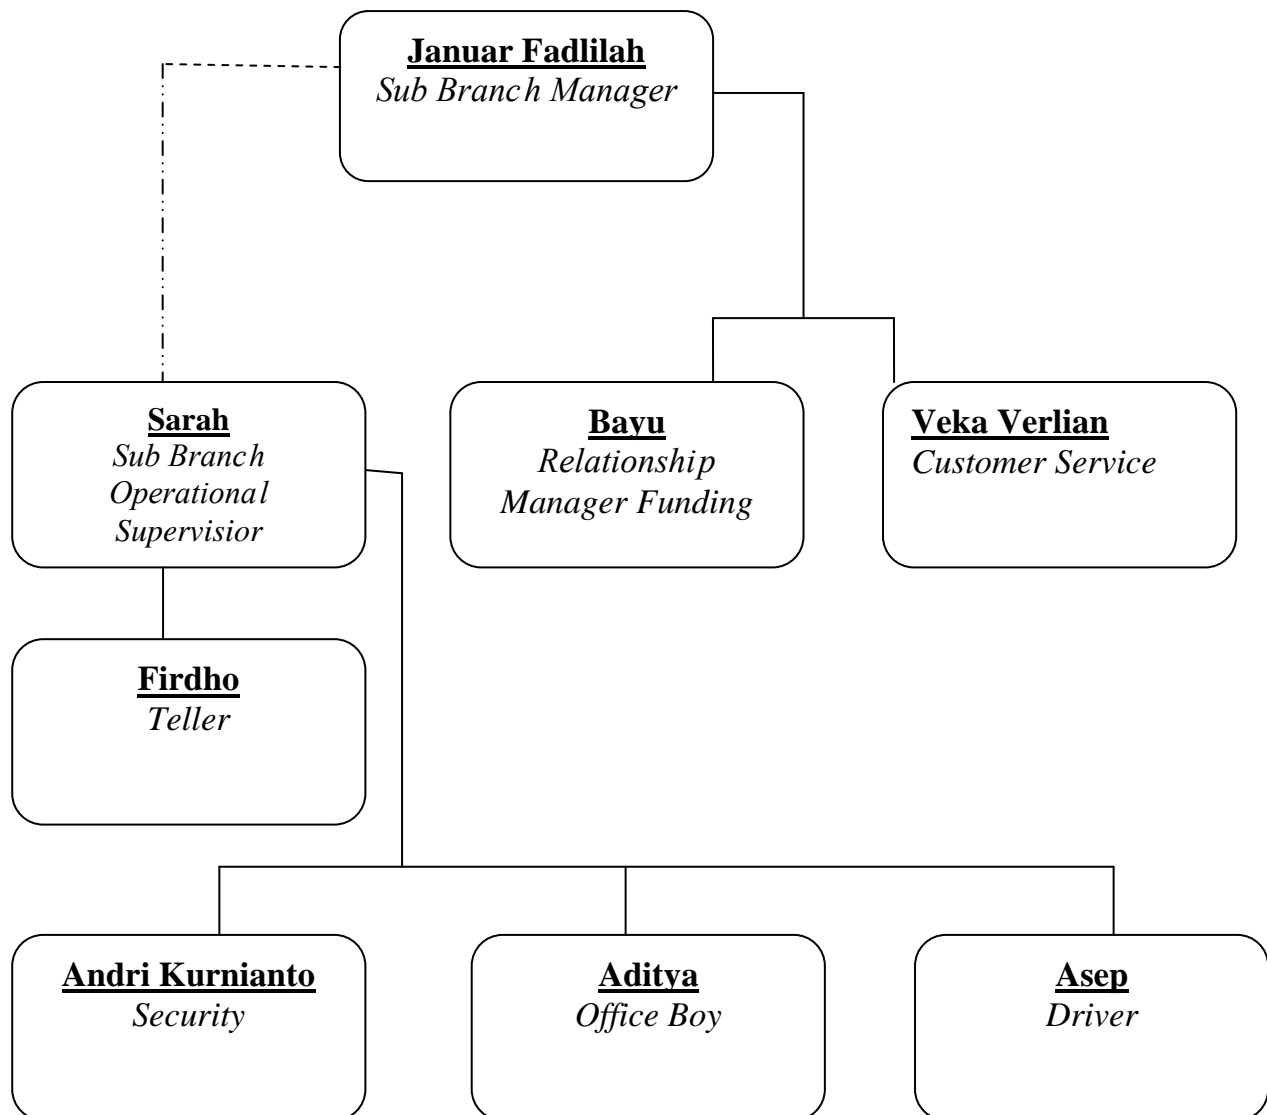 Januar Fadlilah
Sub Branch Manager
Sarah
Sub Branch
Operational
Supervisior
Bayu
Relationship
Manager Funding
Veka Verlian
Customer Service
Firdho
Teller
Andri Kurnianto
Security
Aditya
Office Boy
Asep
Driver